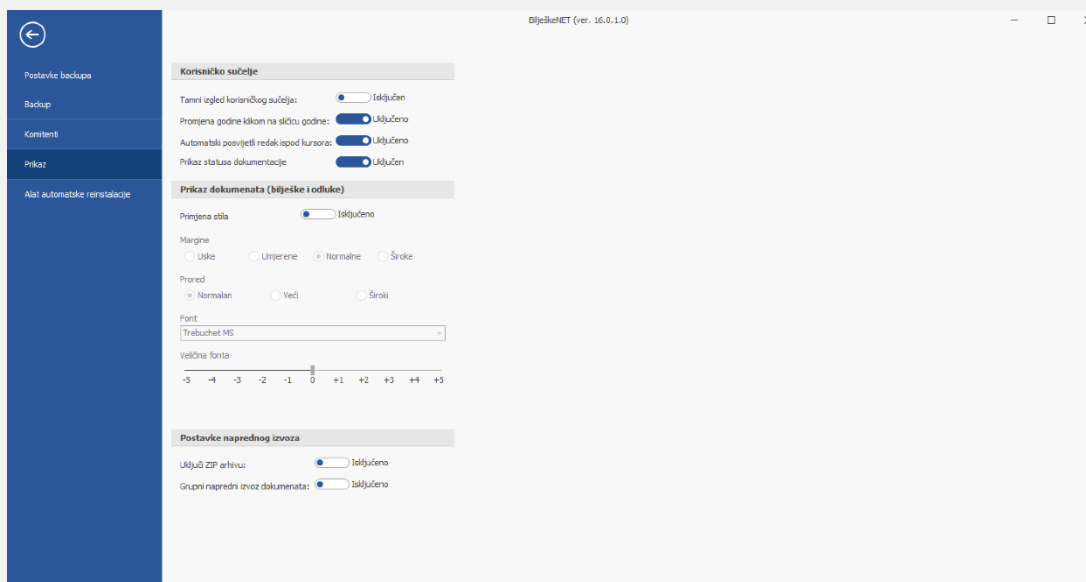 BilješkeNET (ver. 16.0.1.0)
Postavke backupa
Backup
Komitenti
Prikaz
Alat automatske reinstalacije
Korisničko sučelje
Tamni izgled korisničkog sučelja: Isključen
Promjena godine klikom na sličicu godine: Uključeno
Automatski posvijetli redak ispod kursora: Uključeno
Prikaz statusa dokumentacije Uključen
Prikaz dokumenata (bilješke i odluke)
Primjena stila Isključeno
Margine
Uske Umjerene Normalne Široke
Prored
Normalan Veći Široki
Font
Trebuchet MS
Veličina fonta
-5 -4 -3 -2 -1 0 +1 +2 +3 +4 +5
Postavke naprednog izvoza
Uključi ZIP arhivu: Isključeno
Grupni napredni izvoz dokumenata: Isključeno